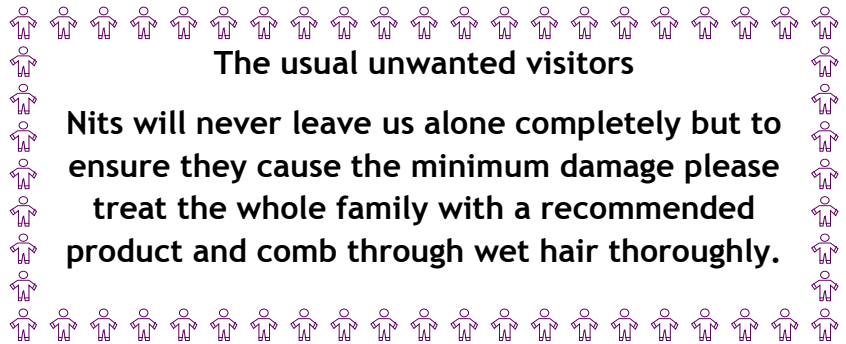 The usual unwanted visitors
Nits will never leave us alone completely but to
ensure they cause the minimum damage please
treat the whole family with a recommended
product and comb through wet hair thoroughly.